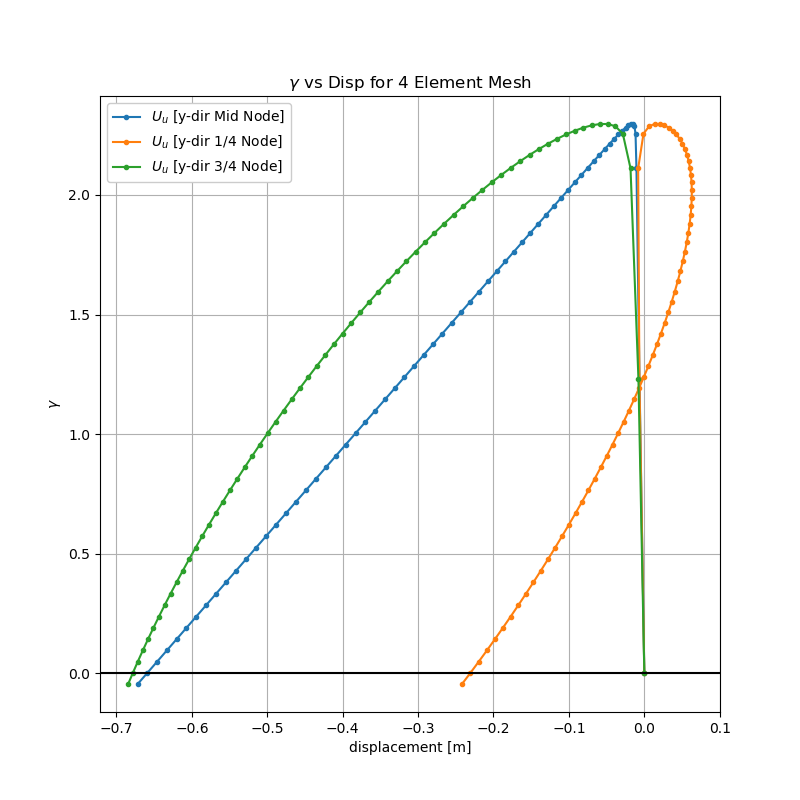 γ vs Disp for 4 Element Mesh
U_u [y-dir Mid Node]
U_u [y-dir 1/4 Node]
U_u [y-dir 3/4 Node]
γ
2.0
1.5
1.0
0.5
0.0
−0.7 −0.6 −0.5 −0.4 −0.3 −0.2 −0.1 0.0 0.1
displacement [m]